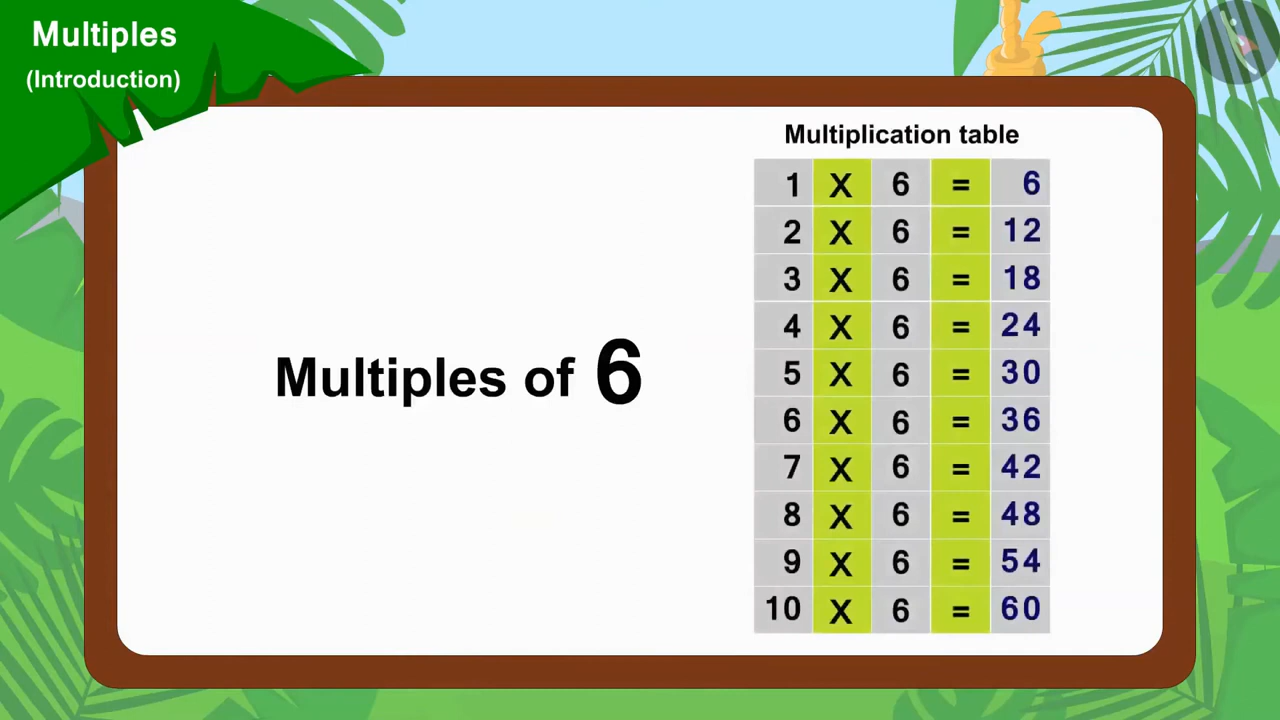 Multiples
(Introduction)
Multiples of 6
Multiplication table
1 X 6 = 6
2 X 6 = 12
3 X 6 = 18
4 X 6 = 24
5 X 6 = 30
6 X 6 = 36
7 X 6 = 42
8 X 6 = 48
9 X 6 = 54
10 X 6 = 60